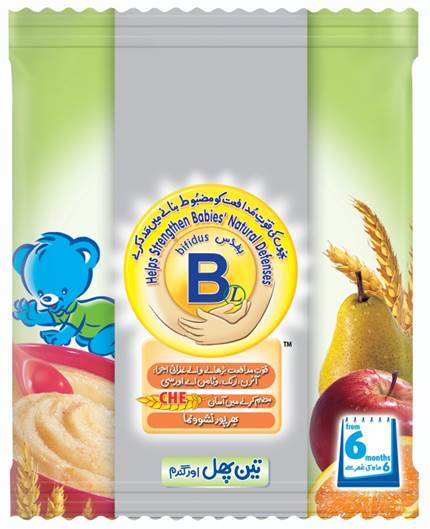 بچوں کی قوتِ مدافعت کو مضبوط بنانے میں مدد کرے
Helps Strengthen Babies' Natural Defenses
bifidus بفیڈس
B
L
TM
قوتِ مدافعت بڑھانے والے غذائی اجزاء
آئرن، زنک، وٹامن اے اور سی
ہضم کرنے میں آسان CHE
بھرپور نشوونما
from
6
months
6 ماہ کی عمر سے
تین پھل اور گندم